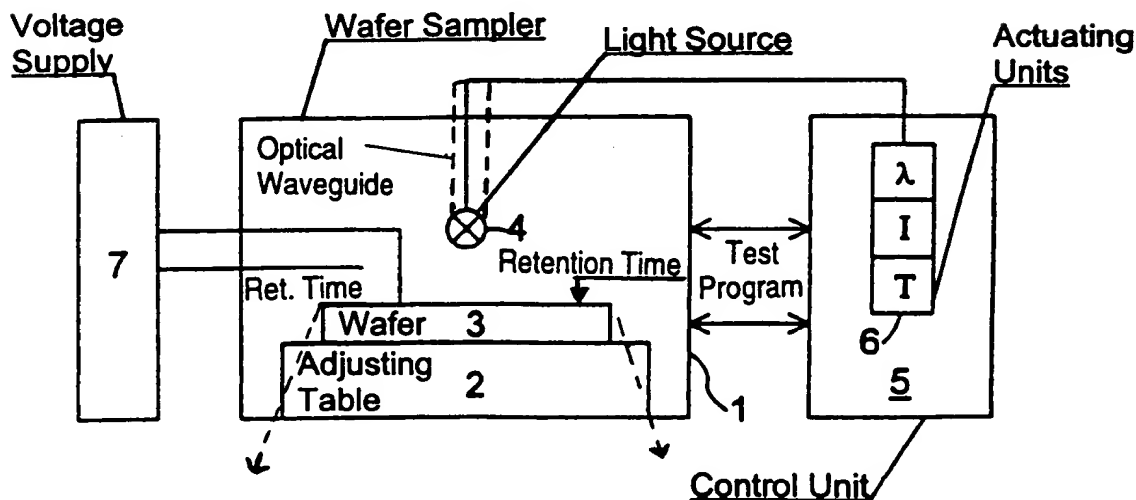 Voltage
Supply
Wafer Sampler
Light Source
Actuating
Units
Optical
Waveguide
λ
I
T
6
4
7
Retention Time
Test
Program
Ret. Time
Wafer 3
Adjusting
Table
2
1
5
Control Unit